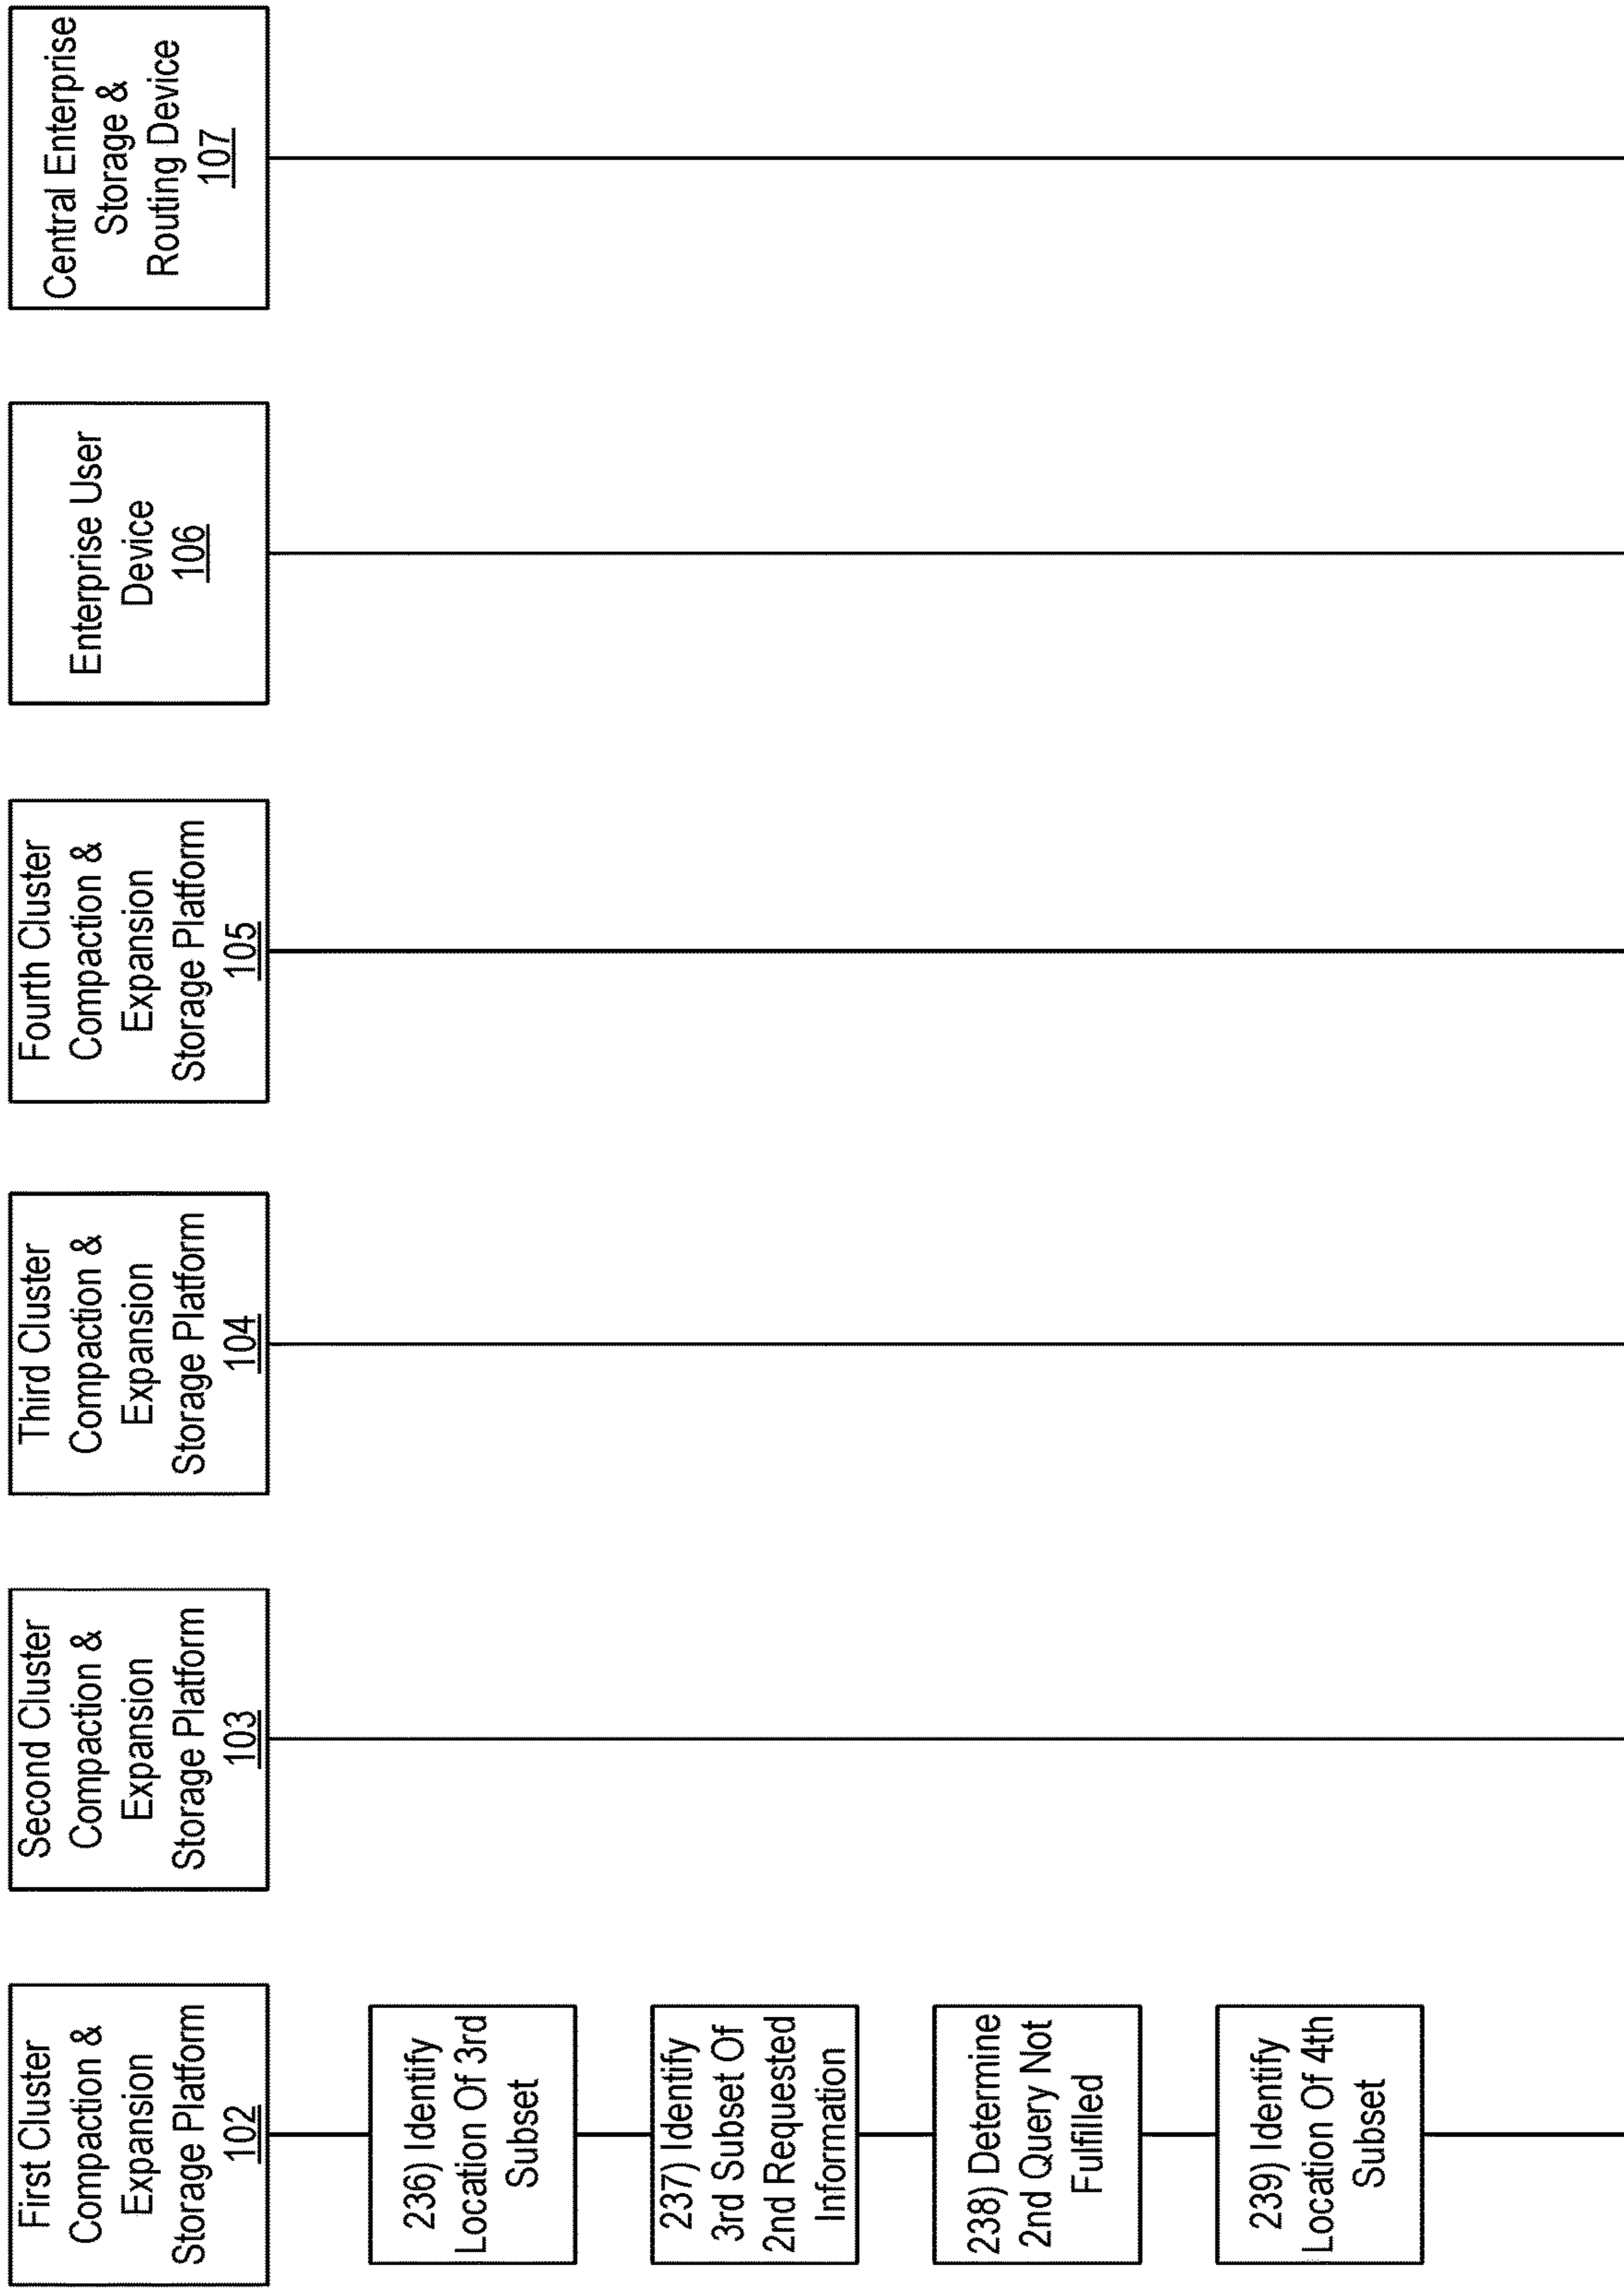 First Cluster
Compaction &
Expansion
Storage Platform
102
Second Cluster
Compaction &
Expansion
Storage Platform
103
Third Cluster
Compaction &
Expansion
Storage Platform
104
Fourth Cluster
Compaction &
Expansion
Storage Platform
105
Enterprise User
Device
106
Central Enterprise
Storage &
Routing Device
107
236) Identify
Location Of 3rd
Subset
237) Identify
3rd Subset Of
2nd Requested
Information
238) Determine
2nd Query Not
Fulfilled
239) Identify
Location Of 4th
Subset